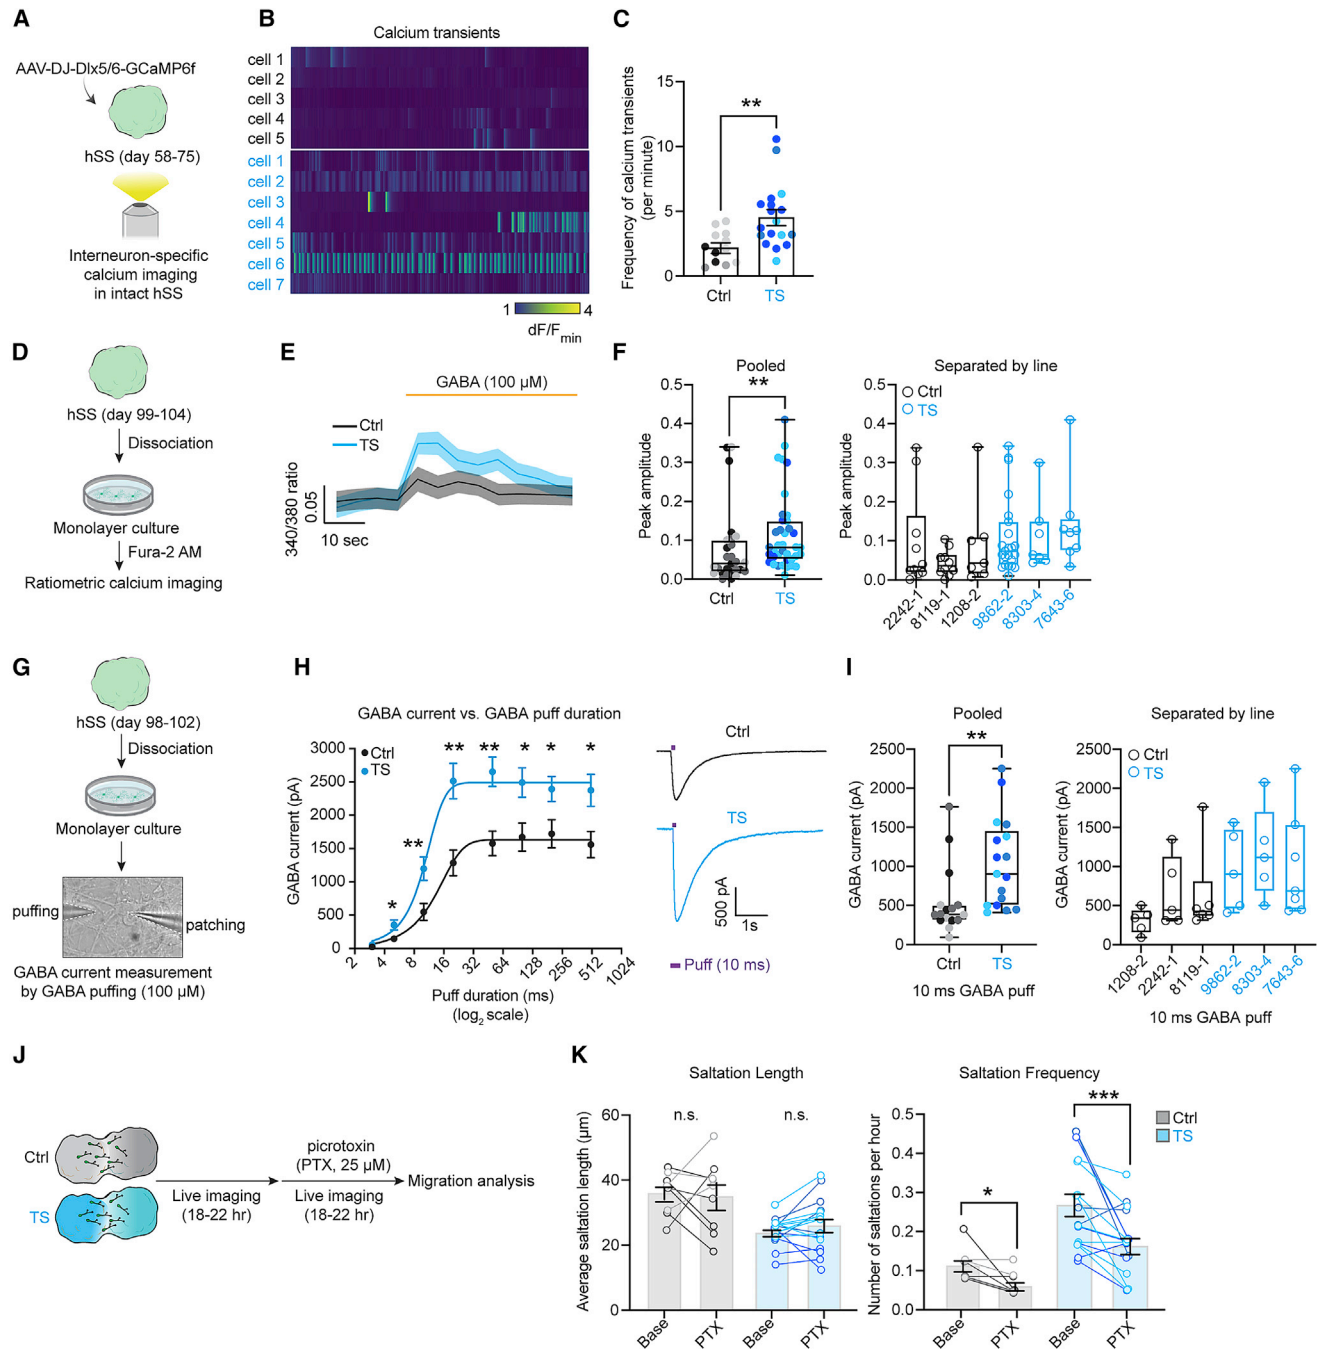 A
AAV-DJ-Dlx5/6-GCaMP6f
hSS (day 58-75)
Interneuron-specific
calcium imaging
in intact hSS
B
Calcium transients
cell 1
cell 2
cell 3
cell 4
cell 5
cell 1
cell 2
cell 3
cell 4
cell 5
cell 6
cell 7
1
4
dF/Fmin
C
Frequency of calcium transients
(per minute)
15
10
5
0
**
Ctrl
TS
D
hSS (day 99-104)
Dissociation
Monolayer culture
Fura-2 AM
Ratiometric calcium imaging
E
GABA (100 µM)
Ctrl
TS
340/380 ratio
0.05
10 sec
F
Pooled
**
Peak amplitude
0.5
0.4
0.3
0.2
0.1
0.0
Ctrl
TS
Separated by line
Ctrl
TS
Peak amplitude
0.5
0.4
0.3
0.2
0.1
0.0
2242-1
8119-1
1208-2
9862-2
8303-4
7643-6
G
hSS (day 98-102)
Dissociation
Monolayer culture
puffing
patching
GABA current measurement
by GABA puffing (100 µM)
H
GABA current vs. GABA puff duration
Ctrl
TS
GABA current (pA)
3000
2500
2000
1500
1000
500
0
*
**
**
**
*
*
*
2
4
8
16
32
64
128
256
512
1024
Puff duration (ms)
(log2 scale)
Ctrl
TS
500 pA
1s
Puff (10 ms)
I
Pooled
**
GABA current (pA)
2500
2000
1500
1000
500
0
Ctrl
TS
10 ms GABA puff
Separated by line
Ctrl
TS
GABA current (pA)
2500
2000
1500
1000
500
0
1208-2
2242-1
8119-1
9862-2
8303-4
7643-6
10 ms GABA puff
J
Ctrl
TS
Live imaging
(18-22 hr)
picrotoxin
(PTX, 25 µM)
Live imaging
(18-22 hr)
Migration analysis
K
Saltation Length
n.s.
n.s.
Average saltation length (µm)
60
40
20
0
Base
PTX
Base
PTX
Saltation Frequency
*
***
Ctrl
TS
Number of saltations per hour
0.5
0.4
0.3
0.2
0.1
0.0
Base
PTX
Base
PTX